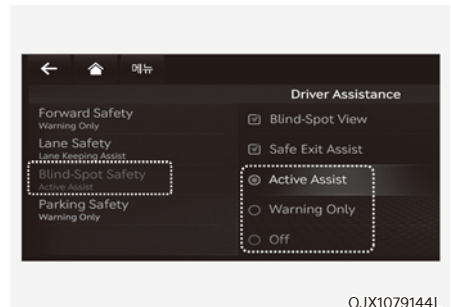 메뉴
Driver Assistance
Forward Safety
Warning Only
Lane Safety
Lane Keeping Assist
Blind-Spot Safety
Active Assist
Parking Safety
Warning Only
Blind-Spot View
Safe Exit Assist
Active Assist
Warning Only
Off
OJX1079144L